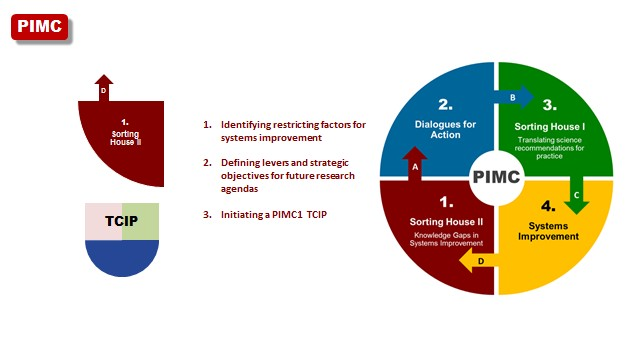 PIMC
D
1.
Sorting
House II
TCIP
1. Identifying restricting factors for
systems improvement
2. Defining levers and strategic
objectives for future research
agendas
3. Initiating a PIMC1 TCIP
2.
Dialogues for
Action
B
3.
Sorting House I
Translating science
recommendations for
practice
A
PIMC
C
1.
Sorting House II
Knowledge Gaps in
Systems Improvement
4.
Systems
Improvement
D